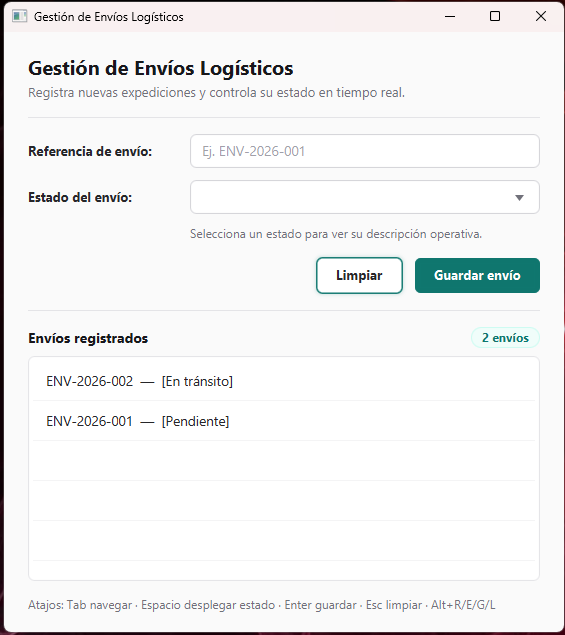 Gestión de Envíos Logísticos
Gestión de Envíos Logísticos
Registra nuevas expediciones y controla su estado en tiempo real.
Referencia de envío:
Ej. ENV-2026-001
Estado del envío:
Selecciona un estado para ver su descripción operativa.
Limpiar
Guardar envío
Envíos registrados
2 envíos
ENV-2026-002 — [En tránsito]
ENV-2026-001 — [Pendiente]
Atajos: Tab navegar · Espacio desplegar estado · Enter guardar · Esc limpiar · Alt+R/E/G/L